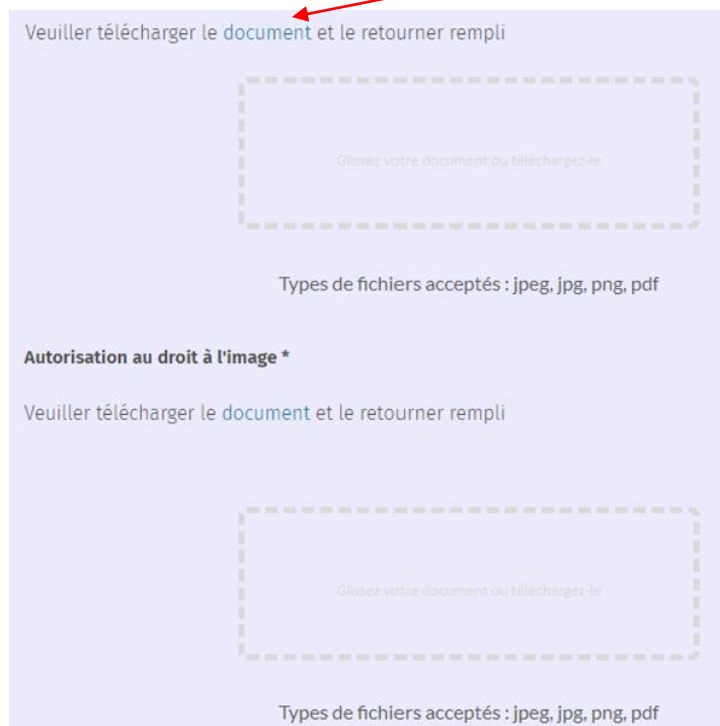 Veuiller télécharger le document et le retourner rempli
Glissez votre document ou téléchargez-le
Types de fichiers acceptés : jpeg, jpg, png, pdf
Autorisation au droit à l'image *
Veuiller télécharger le document et le retourner rempli
Glissez votre document ou téléchargez-le
Types de fichiers acceptés : jpeg, jpg, png, pdf